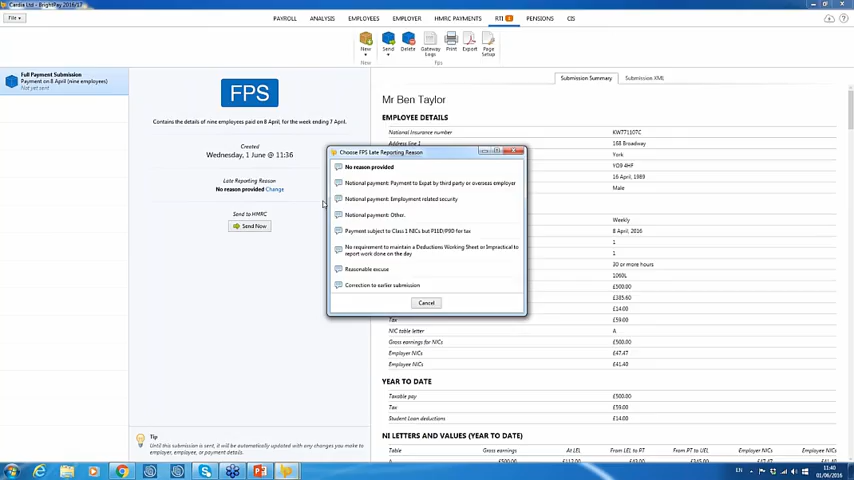 Cardia Ltd - BrightPay 2016/17
File
PAYROLL
ANALYSIS
EMPLOYEES
EMPLOYER
HMRC PAYMENTS
RTI
PENSIONS
CIS
New
Send
Delete
Gateway Logs
Print
Export
Page Setup
New
Fps
Full Payment Submission
Payment on 8 April (nine employees)
Not yet sent
FPS
Contains the details of nine employees paid on 8 April, for the week ending 7 April.
Created
Wednesday, 1 June @ 11:36
Late Reporting Reason
No reason provided Change
Send to HMRC
Send Now
Tip
Until this submission is sent, it will be automatically updated with any changes you make to
employer, employee, or payment details.
Submission Summary
Submission XML
Mr Ben Taylor
EMPLOYEE DETAILS
National Insurance number
KW771107C
Address line 1
168 Broadway
York
YO9 4HF
16 April, 1989
Male
Weekly
8 April, 2016
1
1
30 or more hours
1060L
£500.00
£385.60
£14.00
Tax
£59.00
NIC table letter
A
Gross earnings for NICs
£500.00
Employer NICs
£47.47
Employee NICs
£41.40
YEAR TO DATE
Taxable pay
£500.00
Tax
£59.00
Student Loan deductions
£14.00
NI LETTERS AND VALUES (YEAR TO DATE)
Table
Gross earnings
At LEL
From LEL to PT
From PT to UEL
Employer NICs
Employee NICs
Choose FPS Late Reporting Reason
No reason provided
Notional payment: Payment to Expat by third party or overseas employer
Notional payment: Employment related security
Notional payment: Other.
Payment subject to Class 1 NICs but P11D/P9D for tax
No requirement to maintain a Deductions Working Sheet or Impractical to
report work done on the day
Reasonable excuse
Correction to earlier submission
Cancel
EN
11:40
01/06/2016